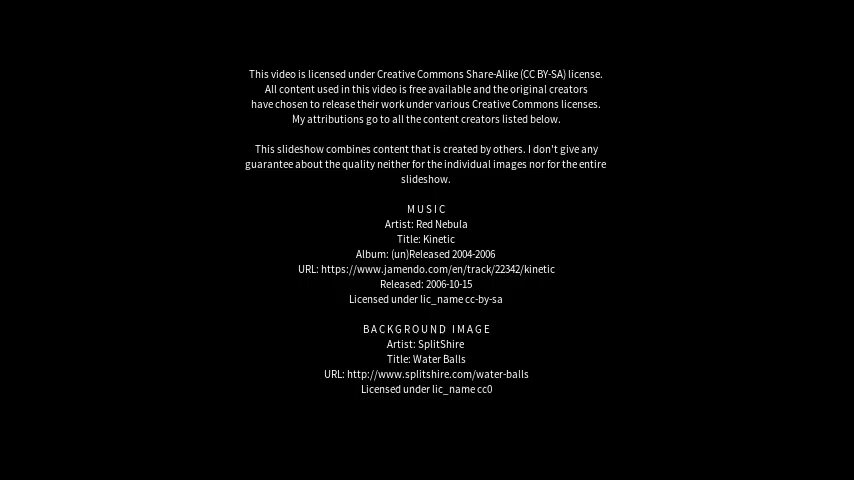 This video is licensed under Creative Commons Share-Alike (CC BY-SA) license.
All content used in this video is free available and the original creators
have chosen to release their work under various Creative Commons licenses.
My attributions go to all the content creators listed below.
This slideshow combines content that is created by others. I don't give any
guarantee about the quality neither for the individual images nor for the entire
slideshow.
MUSIC
Artist: Red Nebula
Title: Kinetic
Album: (un)Released 2004-2006
URL: https://www.jamendo.com/en/track/22342/kinetic
Released: 2006-10-15
Licensed under lic_name cc-by-sa
BACKGROUND IMAGE
Artist: SplitShire
Title: Water Balls
URL: http://www.splitshire.com/water-balls
Licensed under lic_name cc0